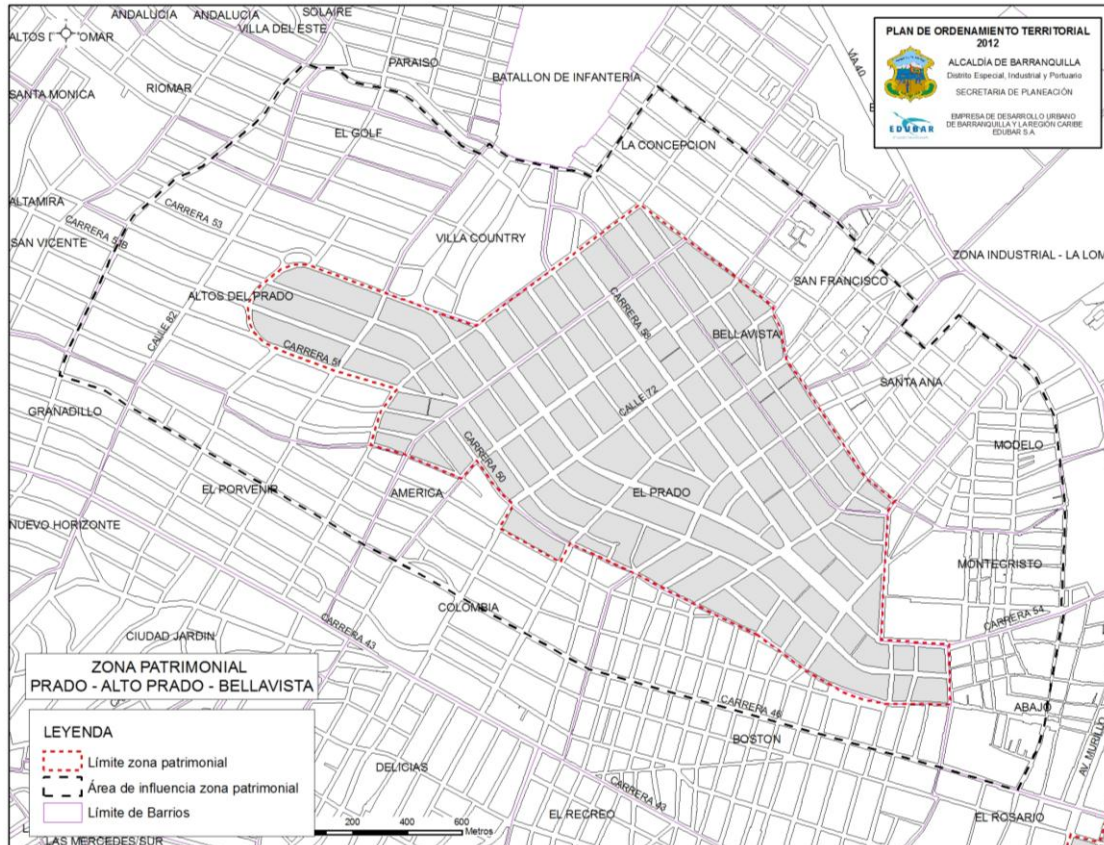 ANDALUCIA
ANDALUCIA
SOLAIRE
VILLA DEL ESTE
OMAR
PARAISO
BATALLON DE INFANTERIA
VIA 40
SANTA MONICA
RIOMAR
EL GOLF
LA CONCEPCION
PLAN DE ORDENAMIENTO TERRITORIAL
2012
ALCALDÍA DE BARRANQUILLA
Distrito Especial, Industrial y Portuario
SECRETARIA DE PLANEACIÓN
EDUBAR
EMPRESA DE DESARROLLO URBANO
DE BARRANQUILLA Y LA REGIÓN CARIBE
EDUBAR S.A.
ALTAMIRA
CARRERA 53
CARRERA 52B
SAN VICENTE
VILLA COUNTRY
ZONA INDUSTRIAL - LA LOM
SAN FRANCISCO
ALTOS DEL PRADO
CALLE 82
CARRERA 58
BELLAVISTA
CARRERA 51
CALLE 72
SANTA ANA
GRANADILLO
CARRERA 50
MODELO
EL PORVENIR
AMERICA
EL PRADO
NUEVO HORIZONTE
MONTECRISTO
COLOMBIA
CARRERA 54
CIUDAD JARDIN
CARRERA 43
CARRERA 46
ABAJO
BOSTON
AV. MURILLO
DELICIAS
CARRERA 43
EL RECREO
EL ROSARIO
ZONA PATRIMONIAL
PRADO - ALTO PRADO - BELLAVISTA
LEYENDA
Límite zona patrimonial
Área de influencia zona patrimonial
Límite de Barrios
200 400 600
Metros
LAS MERCEDES SUR